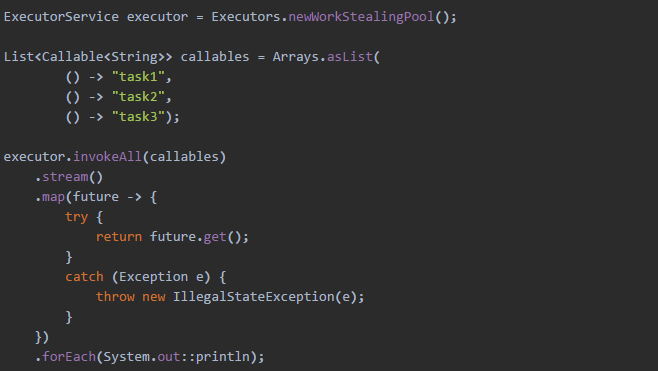 ExecutorService executor = Executors.newWorkStealingPool();
List<Callable<String>> callables = Arrays.asList(
() -> "task1",
() -> "task2",
() -> "task3");
executor.invokeAll(callables)
.stream()
.map(future -> {
try {
return future.get();
}
catch (Exception e) {
throw new IllegalStateException(e);
}
})
.forEach(System.out::println);